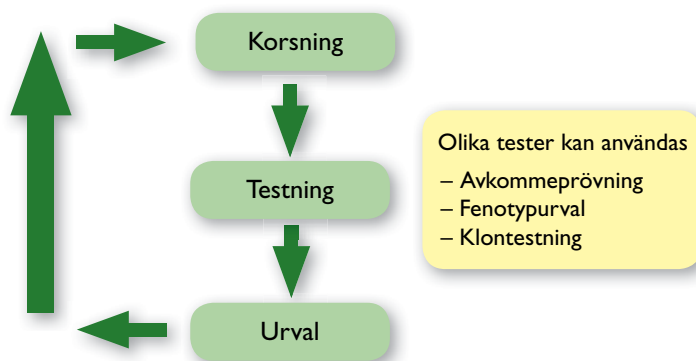 Korsning
Testning
Olika tester kan användas
– Avkommeprövning
– Fenotypurval
– Klontestning
Urval